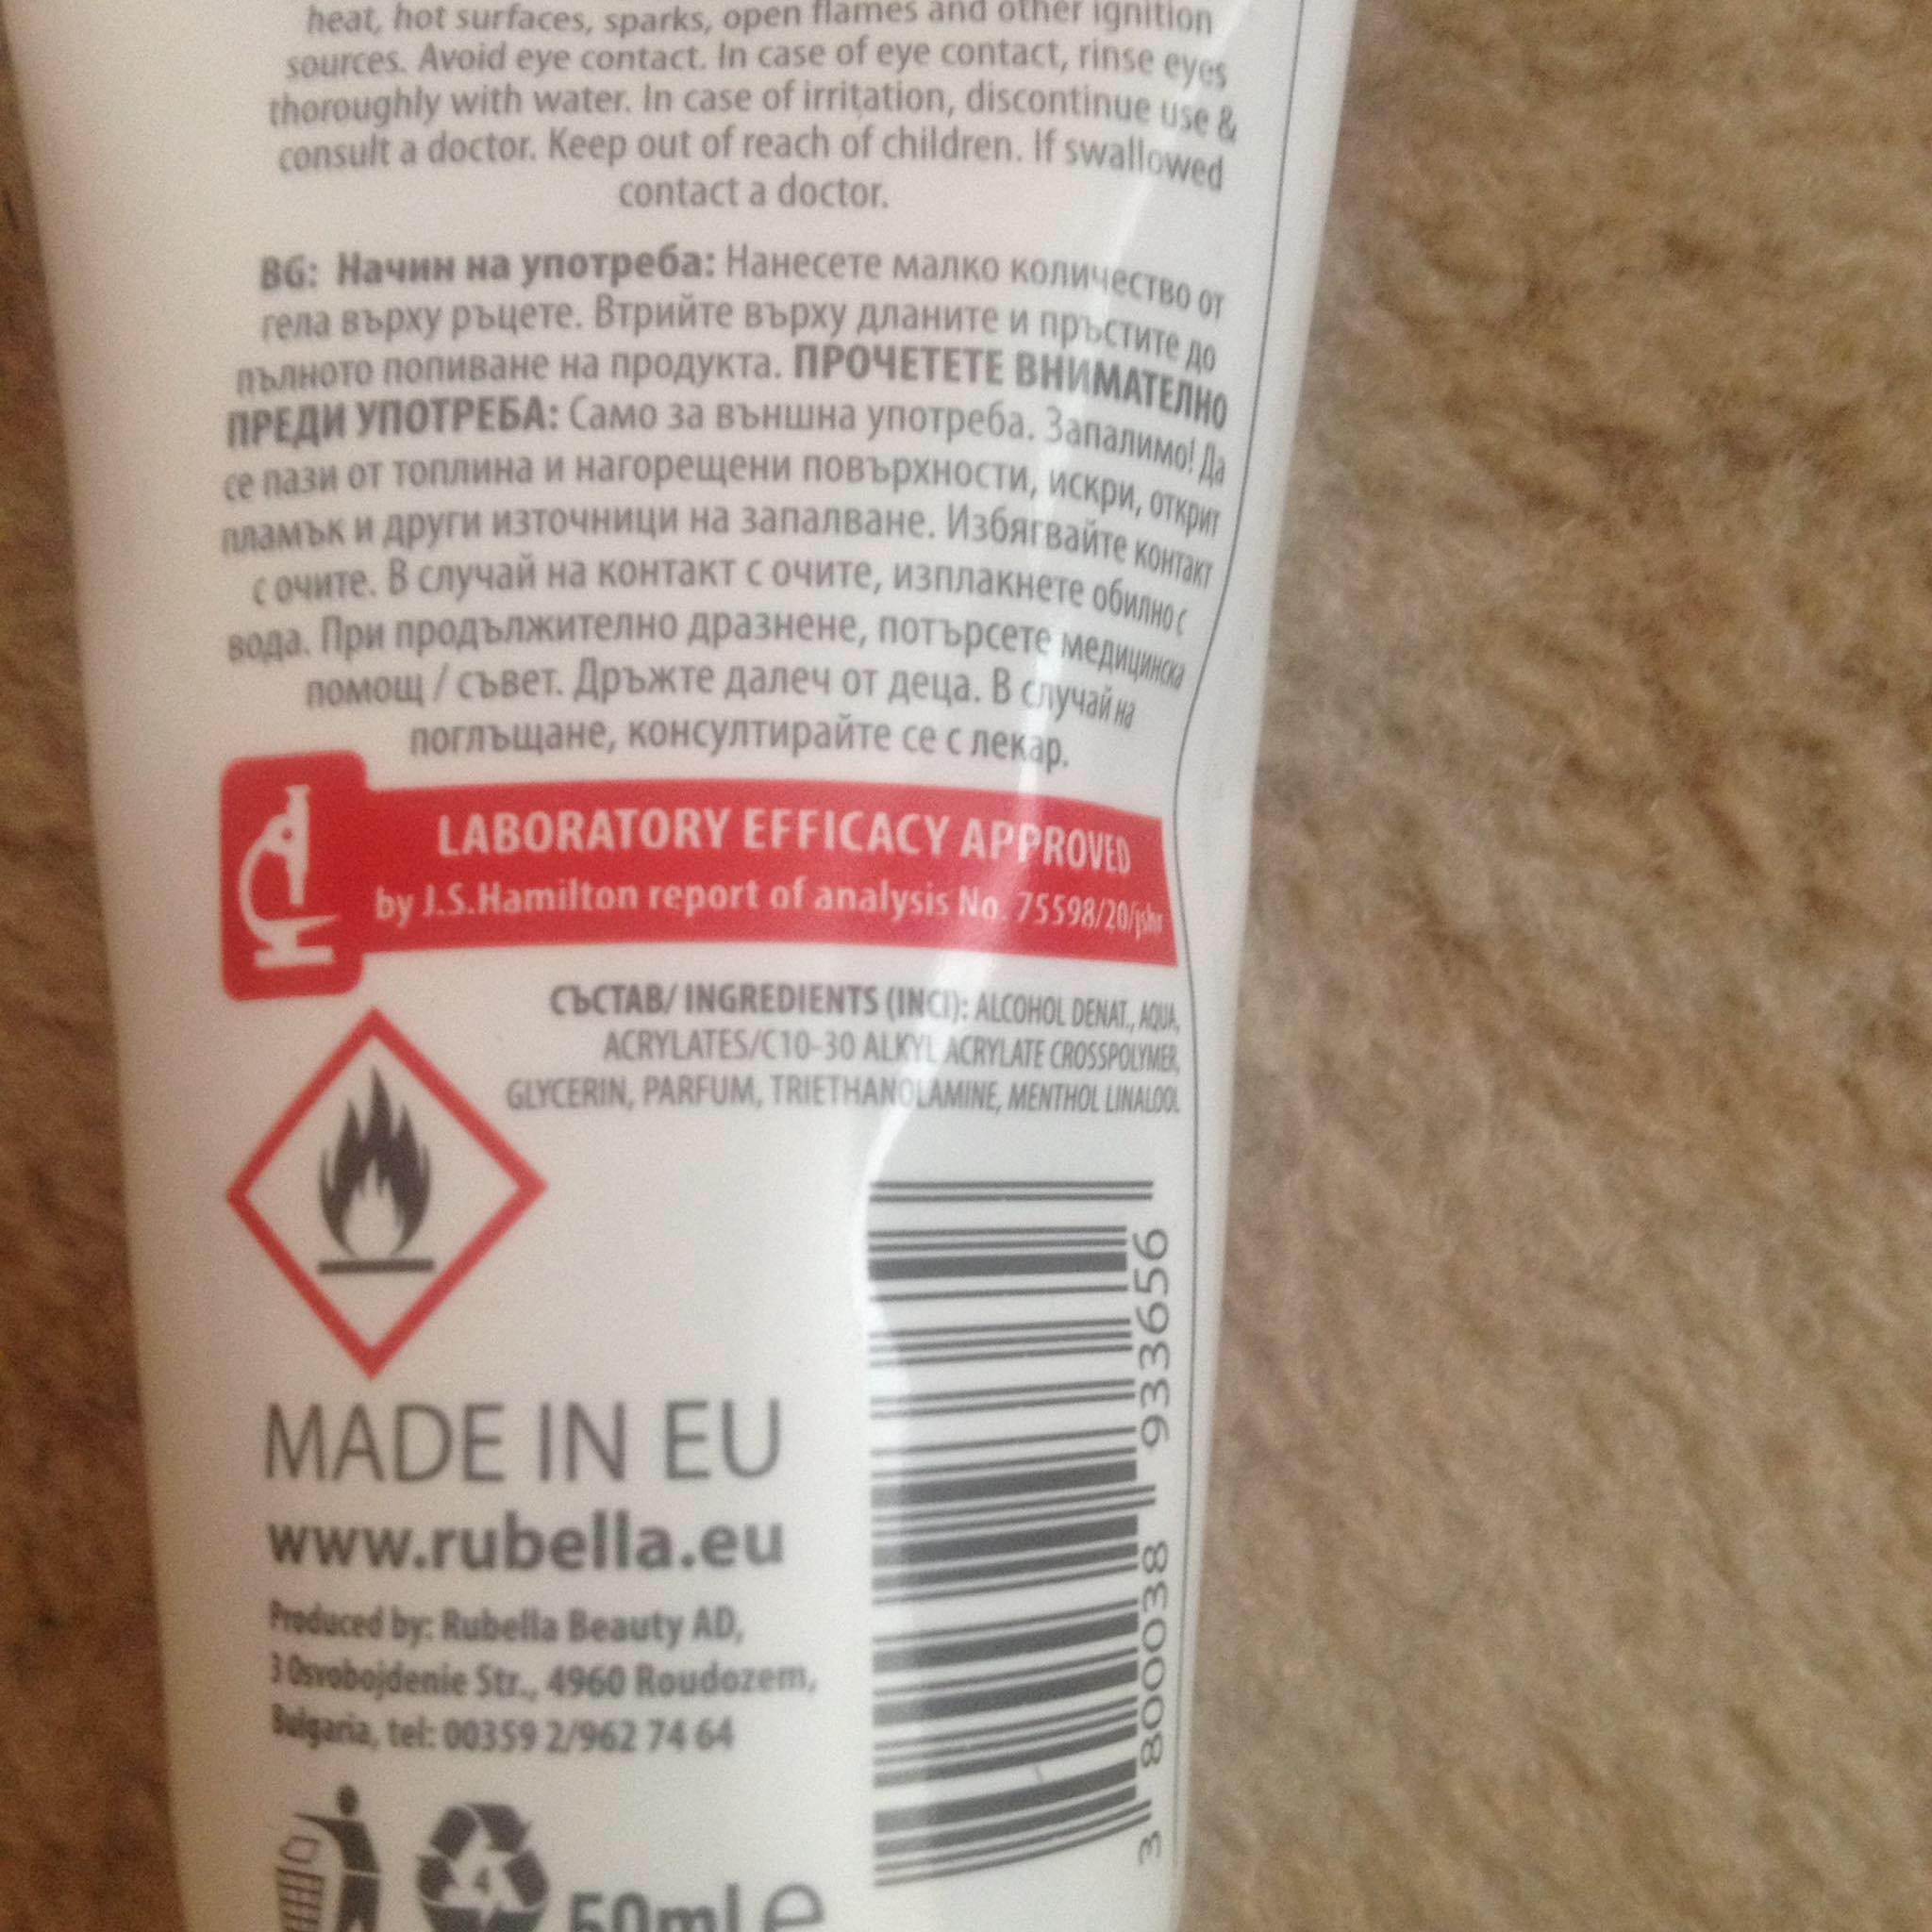 heat, hot surfaces, sparks, open flames and other ignition
sources. Avoid eye contact. In case of eye contact, rinse eyes
thoroughly with water. In case of irritation, discontinue use &
consult a doctor. Keep out of reach of children. If swallowed
contact a doctor.
BG: Начин на употреба: Нанесете малко количество от
гела върху ръцете. Втрийте върху дланите и пръстите до
пълното попиване на продукта. ПРОЧЕТЕТЕ ВНИМАТЕЛНО
ПРЕДИ УПОТРЕБА: Само за външна употреба. Запалимо! Да
се пази от топлина и нагорещени повърхности, искри, открит
пламък и други източници на запалване. Избягвайте контакт
с очите. В случай на контакт с очите, изплакнете обилно с
вода. При продължително дразнене, потърсете медицинска
помощ / съвет. Дръжте далеч от деца. В случай на
поглъщане, консултирайте се с лекар.
LABORATORY EFFICACY APPROVED
by J.S.Hamilton report of analysis No. 75598/20/jshr
СЪСТАВ/ INGREDIENTS (INCI): ALCOHOL DENAT., AQUA,
ACRYLATES/C10-30 ALKYL ACRYLATE CROSSPOLYMER,
GLYCERIN, PARFUM, TRIETHANOLAMINE, MENTHOL LINALOOL
MADE IN EU
www.rubella.eu
Produced by: Rubella Beauty AD,
3 Osvobojdenie Str., 4960 Roudozem,
Bulgaria, tel: 00359 2/962 74 64
3 800038 933656
4
50ml e